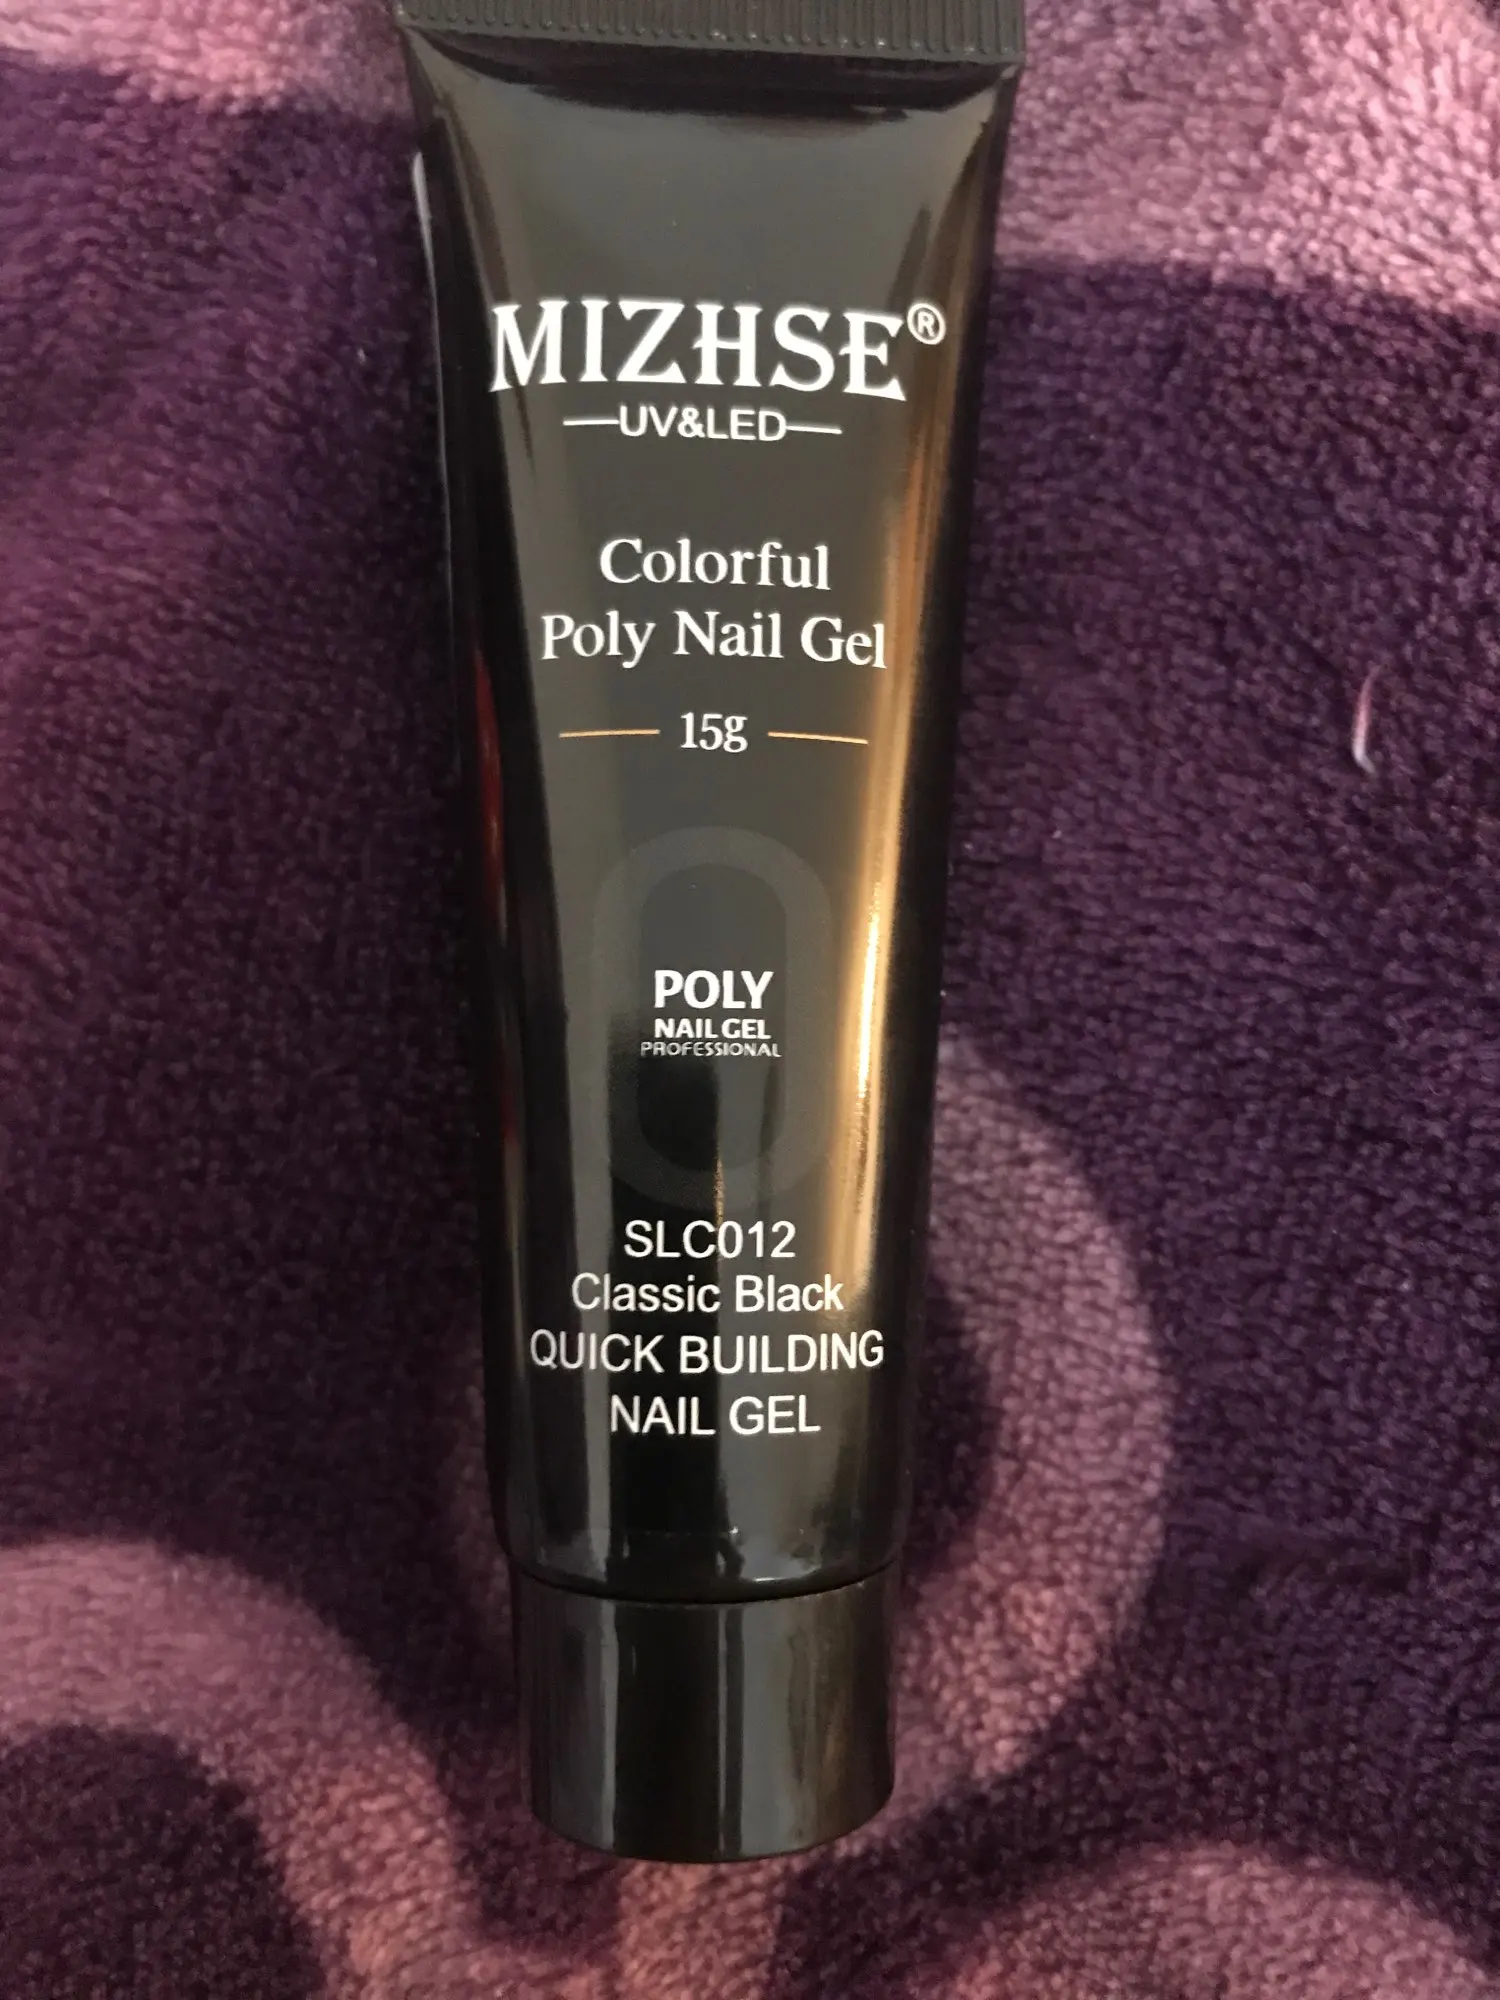 MIZHSE®
UV&LED
Colorful
Poly Nail Gel
15g
POLY
NAIL GEL
PROFESSIONAL
SLC012
Classic Black
QUICK BUILDING
NAIL GEL